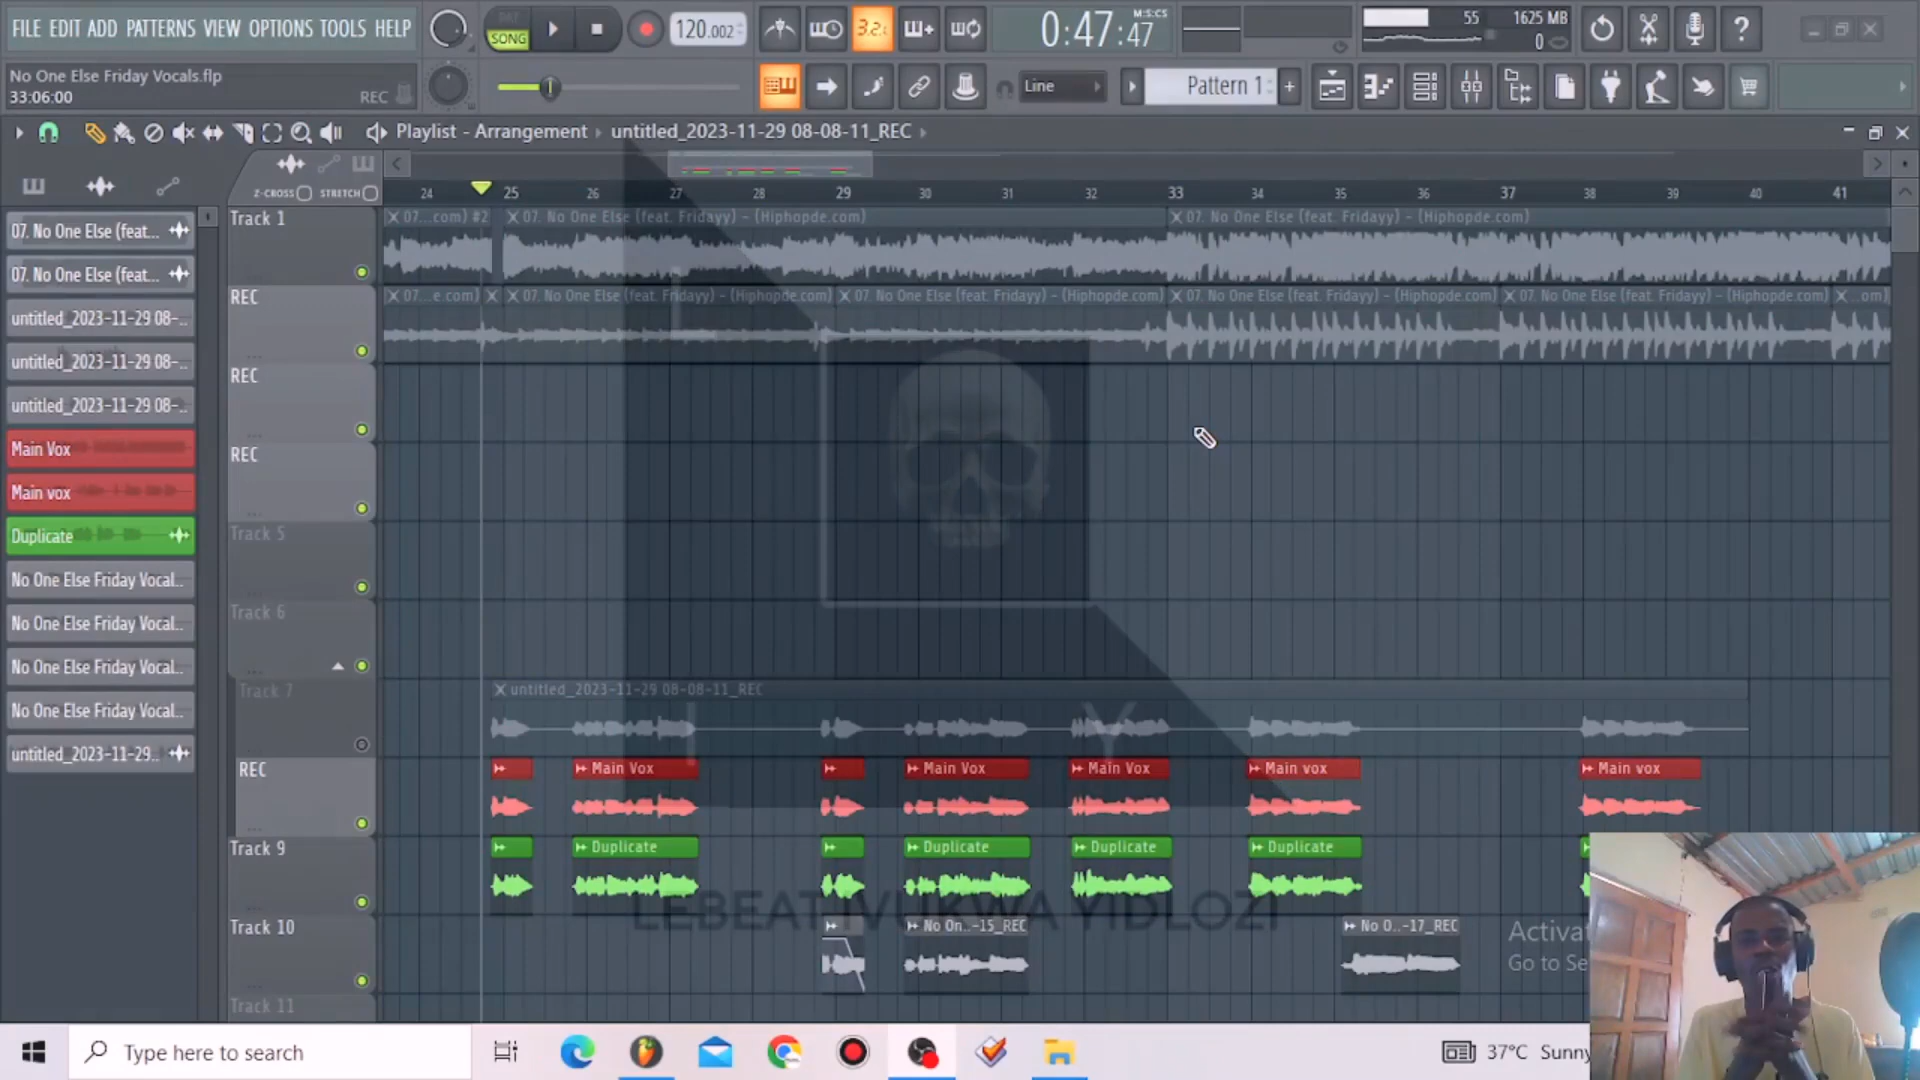 FILE EDIT ADD PATTERNS VIEW OPTIONS TOOLS HELP
PAT
SONG
120.002
3.2.
0:47:47
M:S:CS
55
1625 MB
0
No One Else Friday Vocals.flp
33:06:00
REC
Line
Pattern 1
Playlist - Arrangement
untitled_2023-11-29 08-08-11_REC
Z-CROSS
STRETCH
24 25 26 27 28 29 30 31 32 33 34 35 36 37 38 39 40 41
07. No One Else (feat...
07. No One Else (feat...
untitled_2023-11-29 08-..
untitled_2023-11-29 08-..
untitled_2023-11-29 08-..
Main Vox
Main vox
Duplicate
No One Else Friday Vocal..
No One Else Friday Vocal..
No One Else Friday Vocal..
No One Else Friday Vocal..
untitled_2023-11-29..
Track 1
07...com) #2
07. No One Else (feat. Fridayy) - (Hiphopde.com)
07. No One Else (feat. Fridayy) - (Hiphopde.com)
REC
07...e.com)
07. No One Else (feat. Fridayy) - (Hiphopde.com)
07. No One Else (feat. Fridayy) - (Hiphopde.com)
07. No One Else (feat. Fridayy) - (Hiphopde.com)
07. No One Else (feat. Fridayy) - (Hiphopde.com)
...om)
REC
REC
Track 5
Track 6
Track 7
untitled_2023-11-29 08-08-11_REC
REC
Main Vox
Main Vox
Main Vox
Main vox
Main vox
Track 9
Duplicate
Duplicate
Duplicate
Duplicate
LEBEAT IVUKWA YIDLOZI
Track 10
No On..-15_REC
No O..-17_REC
Track 11
Activa
Go to Se
Type here to search
37°C Sunny